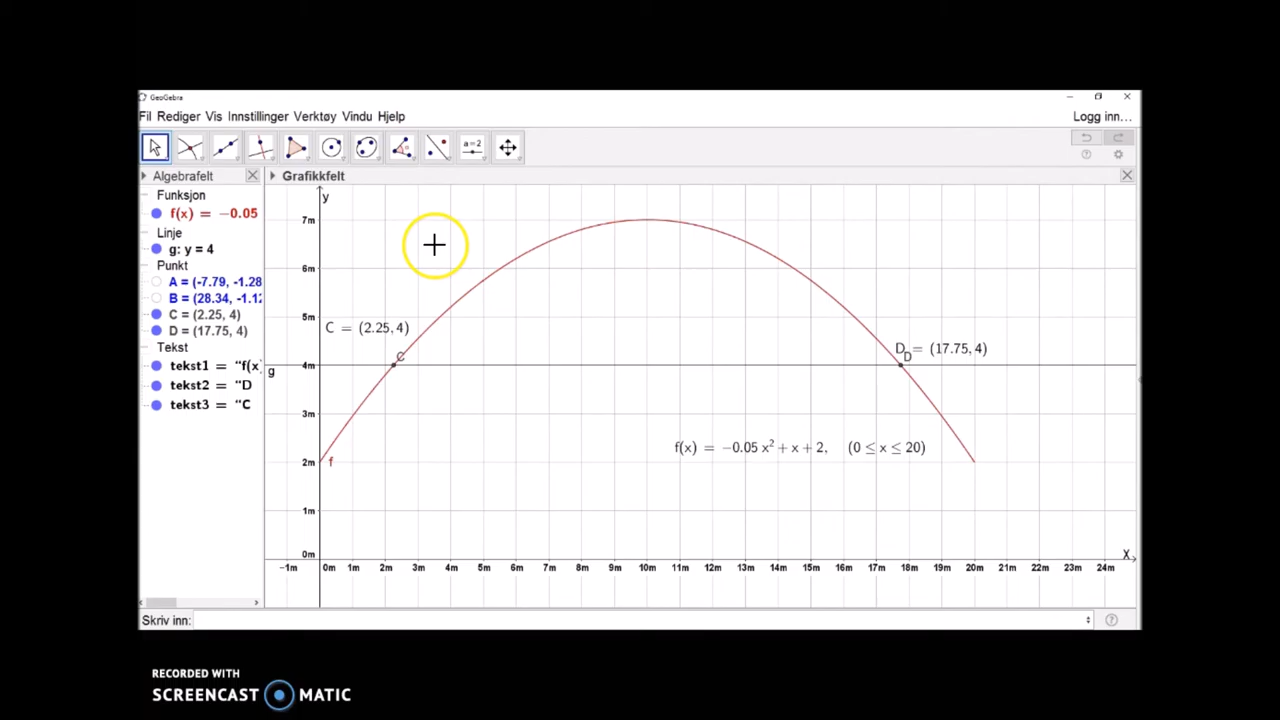 GeoGebra
Fil Rediger Vis Innstillinger Verktøy Vindu Hjelp
Logg inn...
a=2
Algebrafelt
Grafikkfelt
Funksjon
f(x) = −0.05
Linje
g: y = 4
Punkt
A = (-7.79, -1.28
B = (28.34, -1.12
C = (2.25, 4)
D = (17.75, 4)
Tekst
tekst1 = “f(x)
tekst2 = “D
tekst3 = “C
y
7m
6m
5m
4m
3m
2m
1m
0m
g
C = (2.25, 4)
C
D = (17.75, 4)
D
f(x) = −0.05 x² + x + 2, (0 ≤ x ≤ 20)
f
x
−1m 0m 1m 2m 3m 4m 5m 6m 7m 8m 9m 10m 11m 12m 13m 14m 15m 16m 17m 18m 19m 20m 21m 22m 23m 24m
Skriv inn:
RECORDED WITH
SCREENCAST MATIC